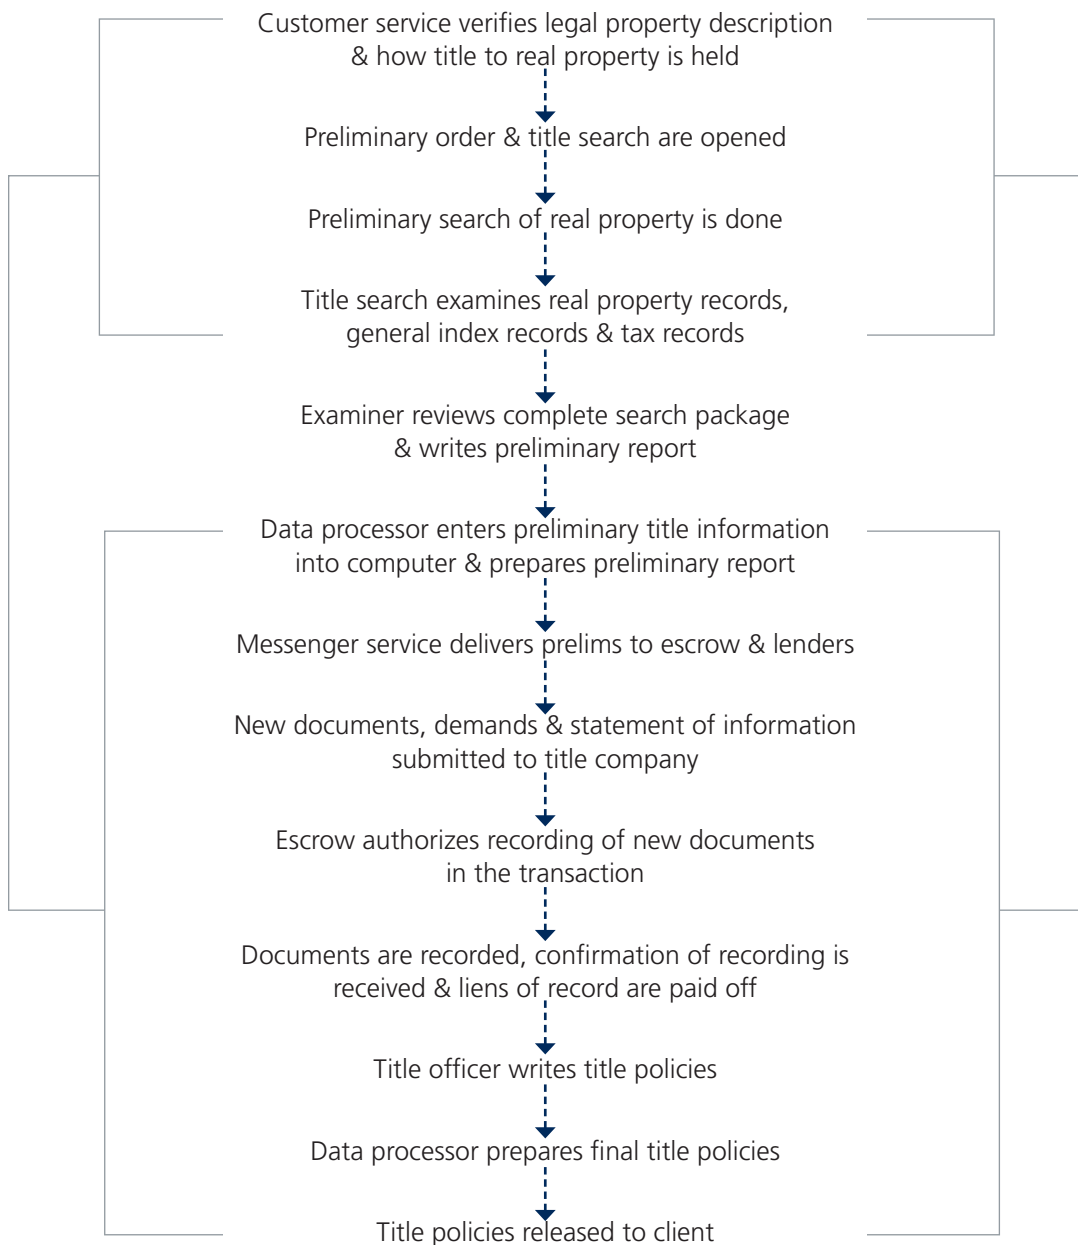 Customer service verifies legal property description
& how title to real property is held
Preliminary order & title search are opened
Preliminary search of real property is done
Title search examines real property records,
general index records & tax records
Examiner reviews complete search package
& writes preliminary report
Data processor enters preliminary title information
into computer & prepares preliminary report
Messenger service delivers prelims to escrow & lenders
New documents, demands & statement of information
submitted to title company
Escrow authorizes recording of new documents
in the transaction
Documents are recorded, confirmation of recording is
received & liens of record are paid off
Title officer writes title policies
Data processor prepares final title policies
Title policies released to client